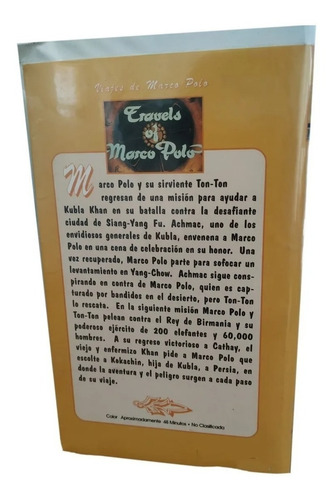 Viajes de Marco Polo
Travels
of
Marco Polo
Marco Polo y su sirviente Ton-Ton
regresan de una misión para ayudar a
Kubla Khan en su batalla contra la desafiante
ciudad de Siang-Yang Fu. Achmac, uno de los
envidiosos generales de Kubla, envenena a Marco
Polo en una cena de celebración en su honor. Una
vez recuperado, Marco Polo parte para sofocar un
levantamiento en Yang-Chow. Achmac sigue cons-
pirando en contra de Marco Polo, quien es cap-
turado por bandidos en el desierto, pero Ton-Ton
lo rescata. En la siguiente misión Marco Polo y
Ton-Ton pelean contra el Rey de Birmania y su
poderoso ejército de 200 elefantes y 60,000
hombres. A su regreso victorioso a Cathay, el
viejo y enfermizo Khan pide a Marco Polo que
escolte a Kokachin, hija de Kubla, a Persia, en
donde la aventura y el peligro surgen a cada paso
de su viaje.
Color Aproximadamente 48 Minutos • No Clasificada